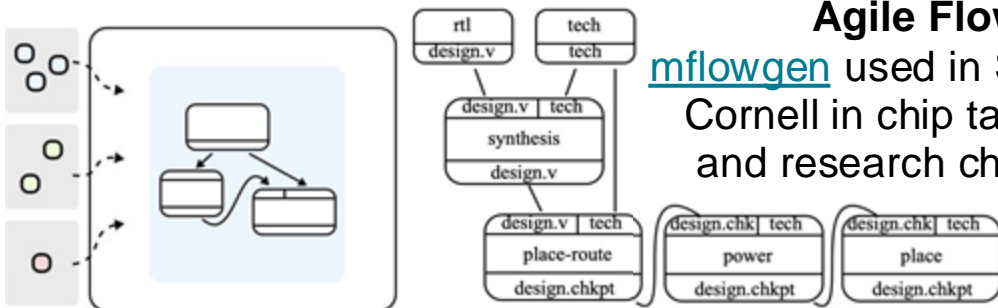 rtl
design.v
tech
tech
Agile Flow
mflowgen used in S
Cornell in chip ta
and research ch
design.v tech
synthesis
design.v
design.v tech
place-route
design.chkpt
design.chk tech
power
design.chkpt
design.chk tech
place
design.chkpt